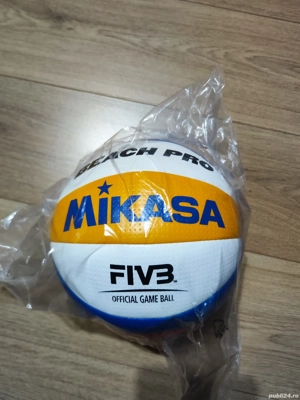 BEACH PRO
MIKASA
FIVB
OFFICIAL GAME BALL
publi24.ro